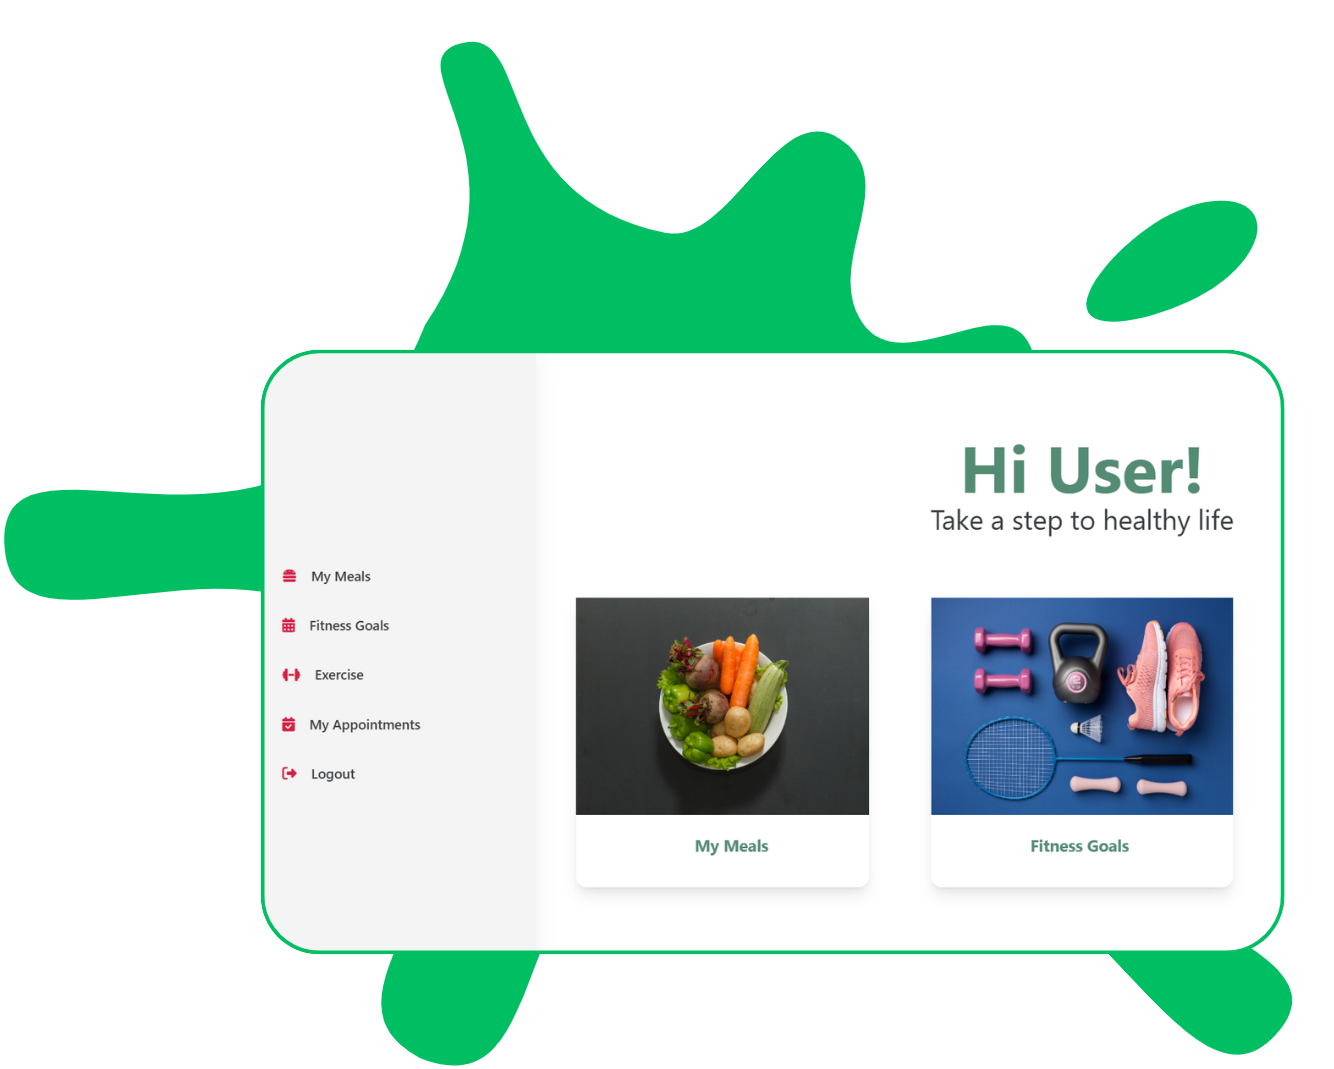 Hi User!
Take a step to healthy life
My Meals
Fitness Goals
Exercise
My Appointments
Logout
My Meals
Fitness Goals